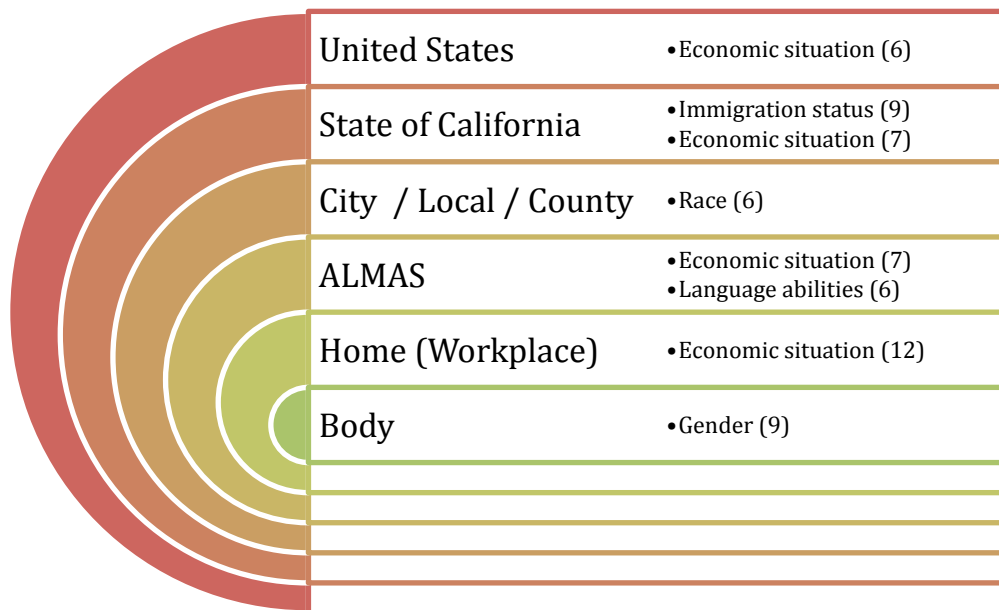 United States
•Economic situation (6)
State of California
•Immigration status (9)
•Economic situation (7)
City / Local / County
•Race (6)
ALMAS
•Economic situation (7)
•Language abilities (6)
Home (Workplace)
•Economic situation (12)
Body
•Gender (9)